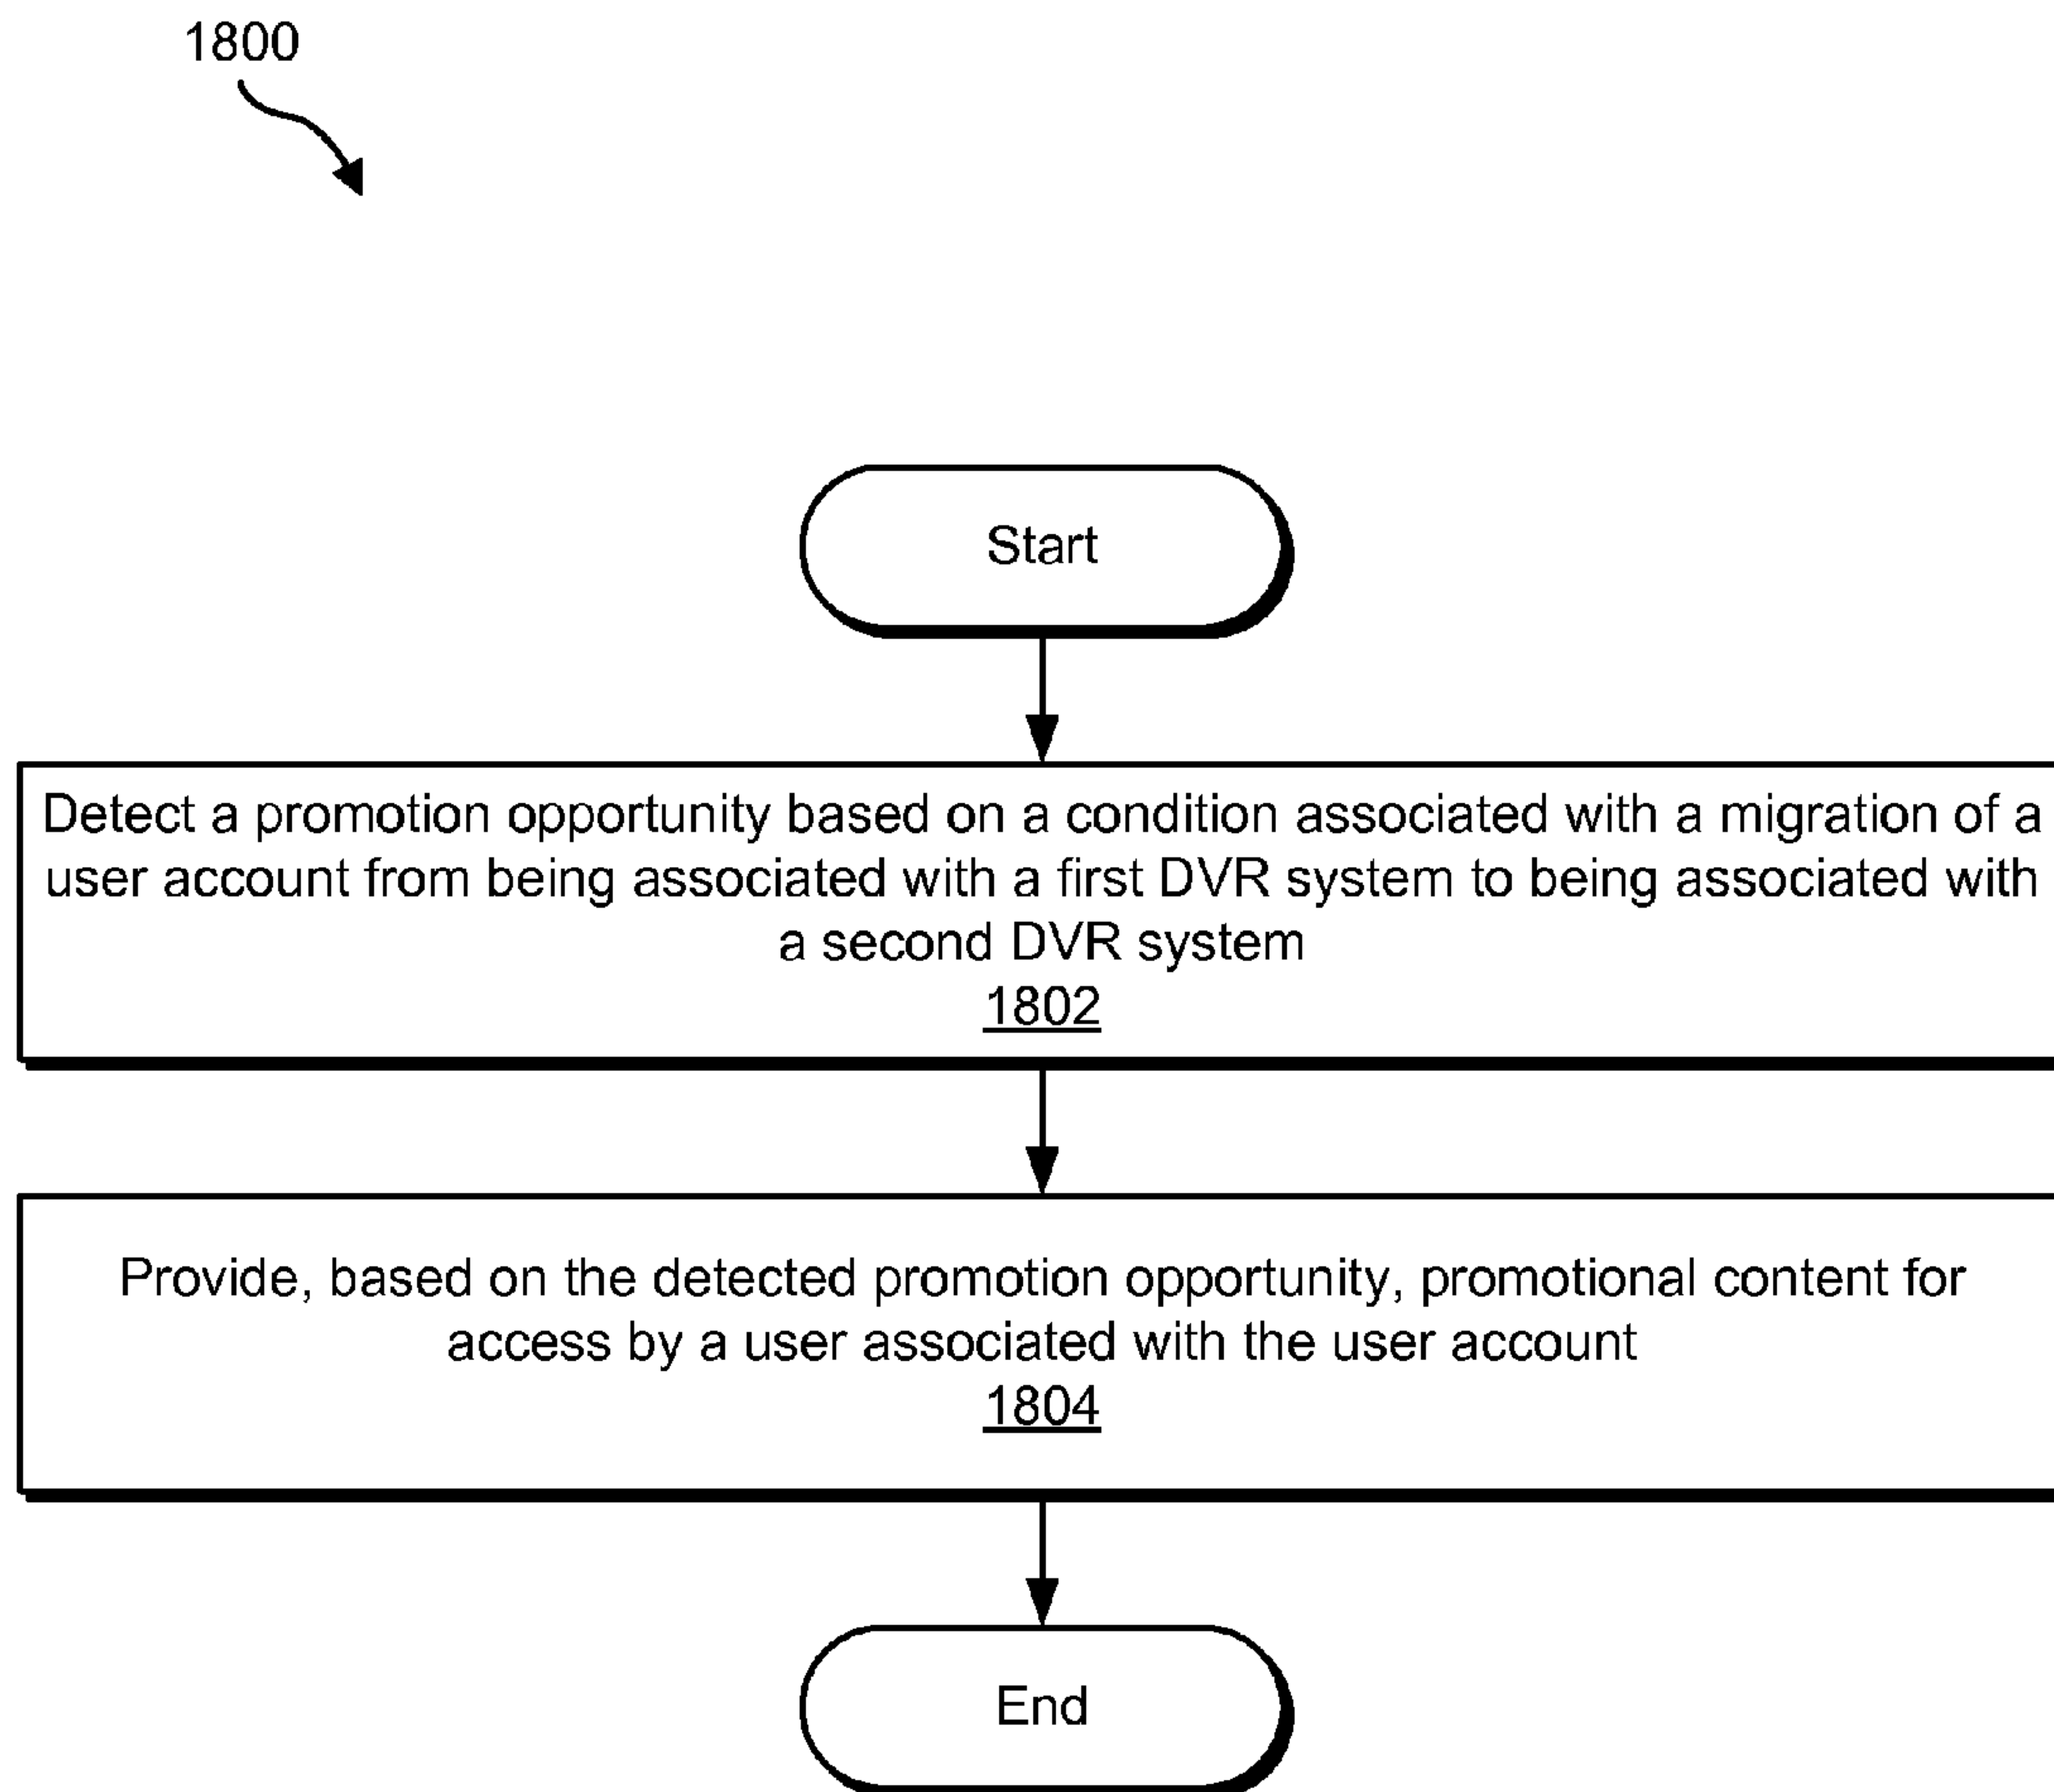 1800
Start
Detect a promotion opportunity based on a condition associated with a migration of a
user account from being associated with a first DVR system to being associated with
a second DVR system
1802
Provide, based on the detected promotion opportunity, promotional content for
access by a user associated with the user account
1804
End